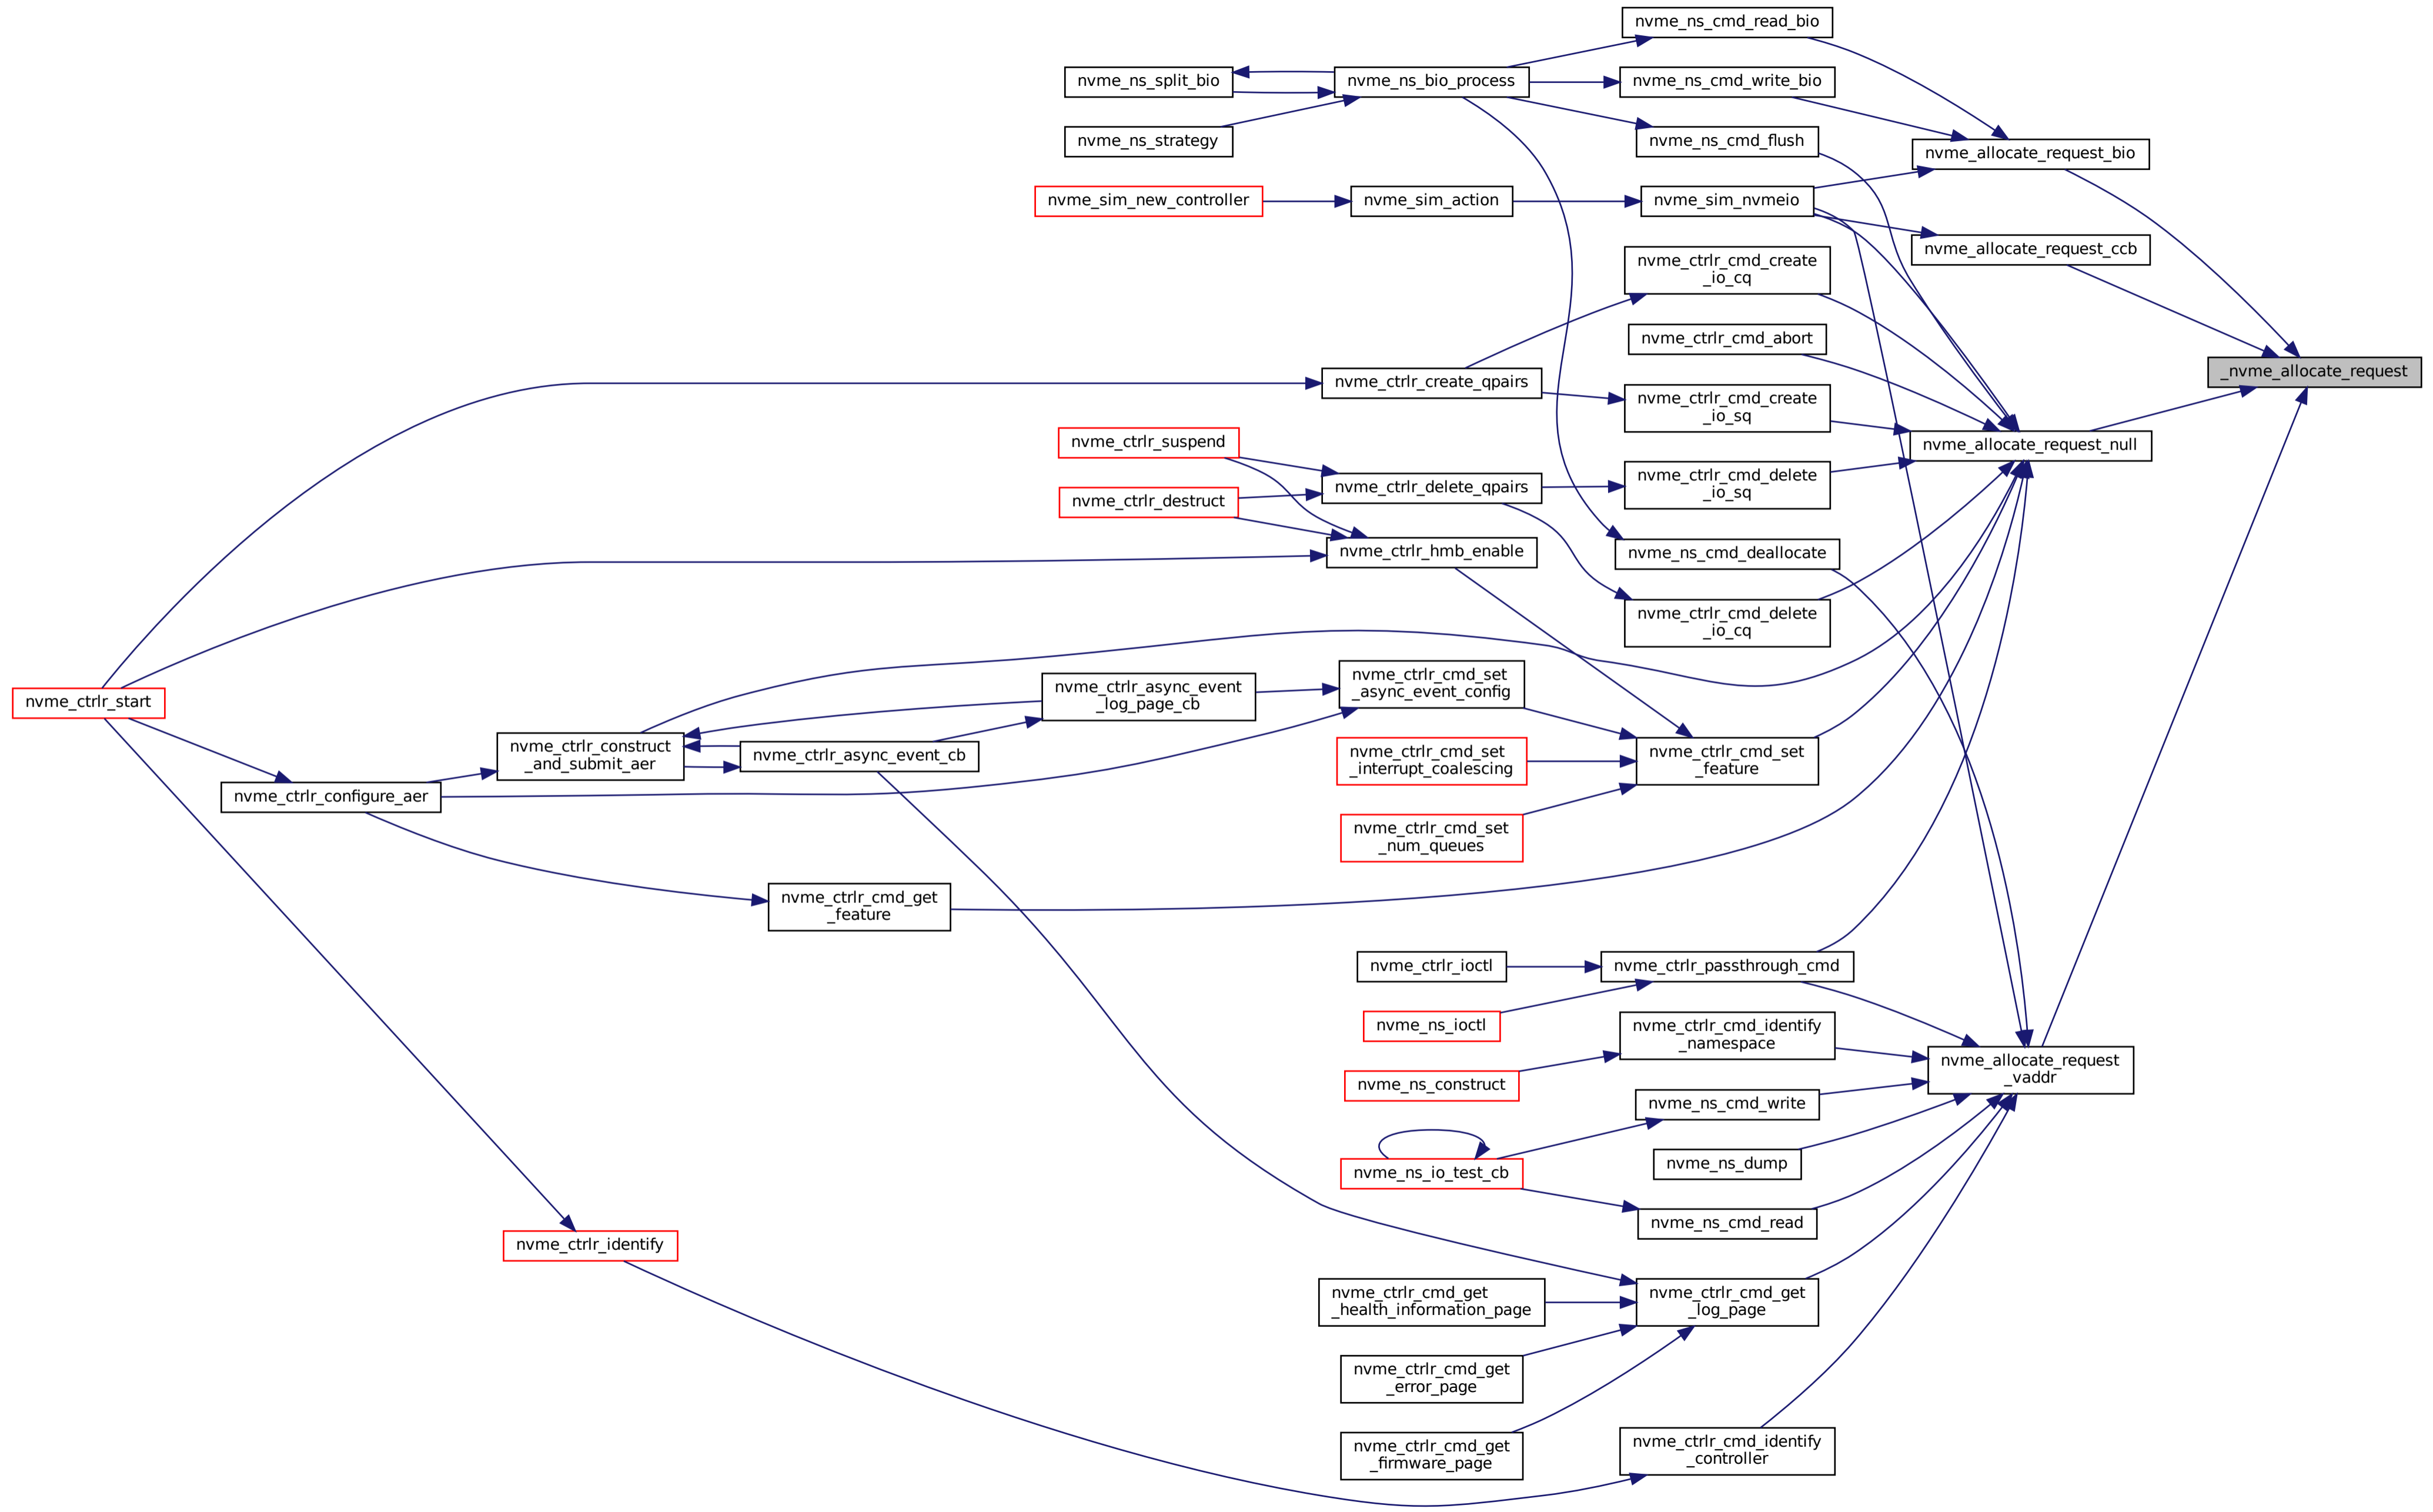 nvme_ns_cmd_read_bio
nvme_ns_split_bio
nvme_ns_bio_process
nvme_ns_cmd_write_bio
nvme_ns_strategy
nvme_ns_cmd_flush
nvme_allocate_request_bio
nvme_sim_new_controller
nvme_sim_action
nvme_sim_nvmeio
nvme_allocate_request_ccb
nvme_ctrlr_cmd_create
_io_cq
nvme_ctrlr_cmd_abort
_nvme_allocate_request
nvme_ctrlr_create_qpairs
nvme_ctrlr_cmd_create
_io_sq
nvme_ctrlr_suspend
nvme_allocate_request_null
nvme_ctrlr_delete_qpairs
nvme_ctrlr_cmd_delete
_io_sq
nvme_ctrlr_destruct
nvme_ctrlr_hmb_enable
nvme_ns_cmd_deallocate
nvme_ctrlr_cmd_delete
_io_cq
nvme_ctrlr_start
nvme_ctrlr_async_event
_log_page_cb
nvme_ctrlr_cmd_set
_async_event_config
nvme_ctrlr_construct
_and_submit_aer
nvme_ctrlr_async_event_cb
nvme_ctrlr_cmd_set
_interrupt_coalescing
nvme_ctrlr_cmd_set
_feature
nvme_ctrlr_configure_aer
nvme_ctrlr_cmd_set
_num_queues
nvme_ctrlr_cmd_get
_feature
nvme_ctrlr_ioctl
nvme_ctrlr_passthrough_cmd
nvme_ns_ioctl
nvme_ctrlr_cmd_identify
_namespace
nvme_allocate_request
_vaddr
nvme_ns_construct
nvme_ns_cmd_write
nvme_ns_io_test_cb
nvme_ns_dump
nvme_ns_cmd_read
nvme_ctrlr_identify
nvme_ctrlr_cmd_get
_health_information_page
nvme_ctrlr_cmd_get
_log_page
nvme_ctrlr_cmd_get
_error_page
nvme_ctrlr_cmd_get
_firmware_page
nvme_ctrlr_cmd_identify
_controller